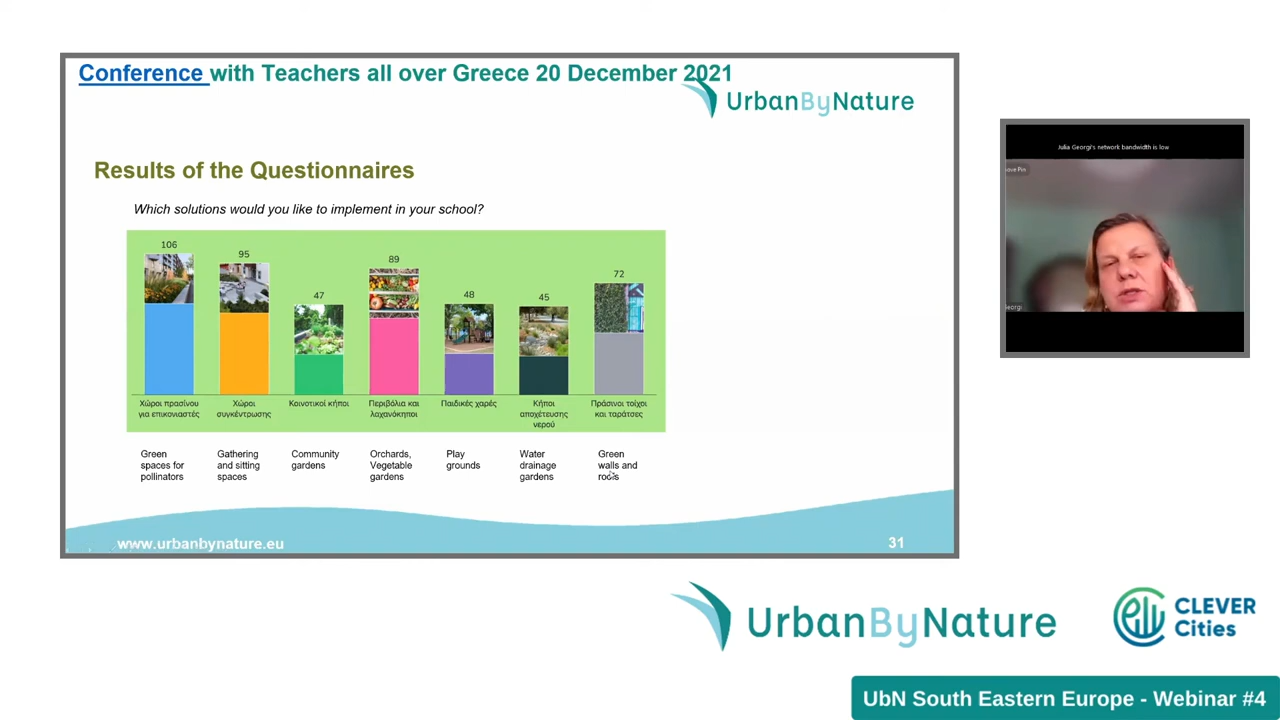 Conference with Teachers all over Greece 20 December 2021
UrbanByNature
Results of the Questionnaires
Which solutions would you like to implement in your school?
106
95
47
89
48
45
72
Χώροι πρασίνου
για επικονιαστές
Χώροι
συγκέντρωσης
Κοινοτικοί κήποι
Περιβόλια και
λαχανόκηποι
Παιδικές χαρές
Κήποι
αποχέτευσης
νερού
Πράσινοι τοίχοι
και ταράτσες
Green
spaces for
pollinators
Gathering
and sitting
spaces
Community
gardens
Orchards,
Vegetable
gardens
Play
grounds
Water
drainage
gardens
Green
walls and
www.urbanbynature.eu
31
Julia Georgi's network bandwidth is low
Pin
UrbanByNature
CLEVER
Cities
UbN South Eastern Europe - Webinar #4